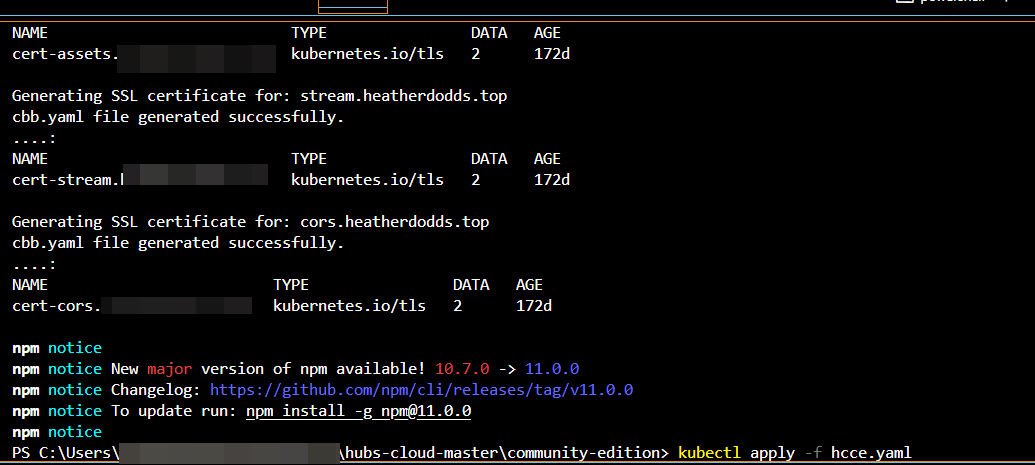 NAME TYPE DATA AGE
cert-assets. kubernetes.io/tls 2 172d
Generating SSL certificate for: stream.heatherdodds.top
cbb.yaml file generated successfully.
....:
NAME TYPE DATA AGE
cert-stream. kubernetes.io/tls 2 172d
Generating SSL certificate for: cors.heatherdodds.top
cbb.yaml file generated successfully.
....:
NAME TYPE DATA AGE
cert-cors. kubernetes.io/tls 2 172d
npm notice
npm notice New major version of npm available! 10.7.0 -> 11.0.0
npm notice Changelog: https://github.com/npm/cli/releases/tag/v11.0.0
npm notice To update run: npm install -g npm@11.0.0
npm notice
PS C:\Users\ \hubs-cloud-master\community-edition> kubectl apply -f hcce.yaml